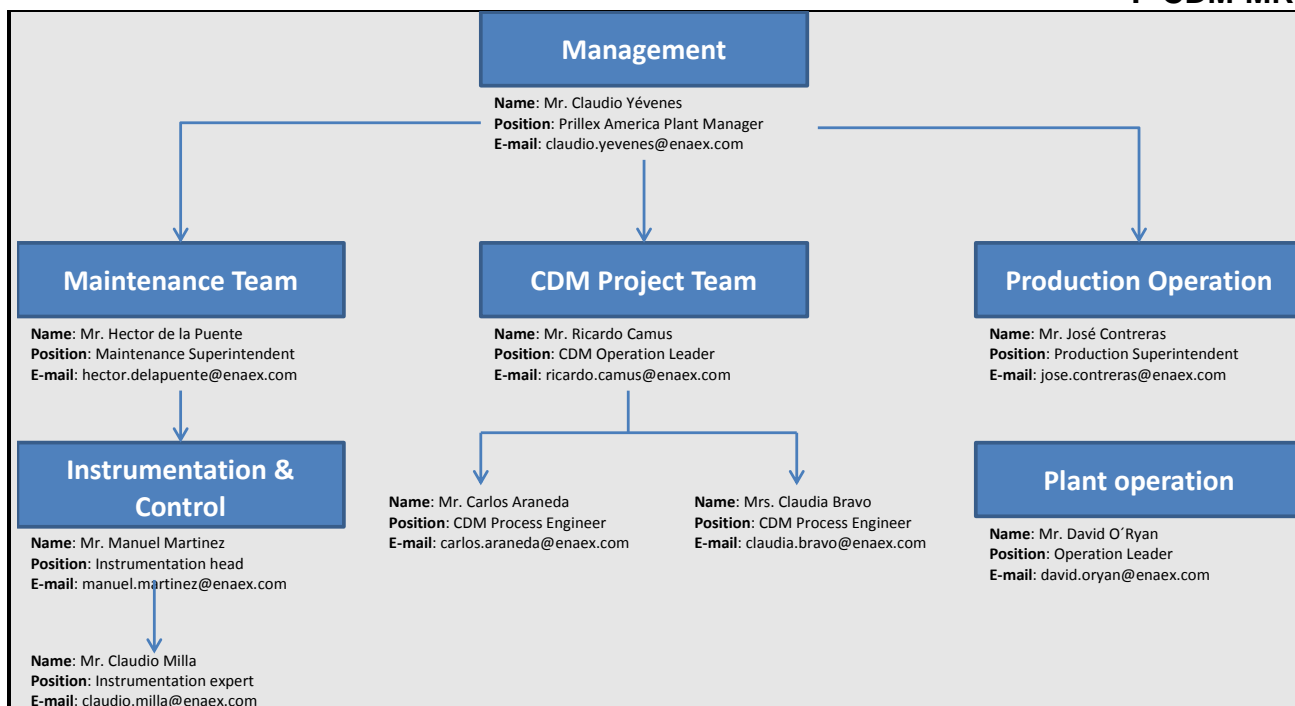 Management
Name: Mr. Claudio Yévenes
Position: Prillex America Plant Manager
E-mail: claudio.yevenes@enaex.com
Maintenance Team
Name: Mr. Hector de la Puente
Position: Maintenance Superintendent
E-mail: hector.delapuente@enaex.com
CDM Project Team
Name: Mr. Ricardo Camus
Position: CDM Operation Leader
E-mail: ricardo.camus@enaex.com
Production Operation
Name: Mr. José Contreras
Position: Production Superintendent
E-mail: jose.contreras@enaex.com
Instrumentation &
Control
Name: Mr. Manuel Martinez
Position: Instrumentation head
E-mail: manuel.martinez@enaex.com
Name: Mr. Carlos Araneda
Position: CDM Process Engineer
E-mail: carlos.araneda@enaex.com
Name: Mrs. Claudia Bravo
Position: CDM Process Engineer
E-mail: claudia.bravo@enaex.com
Plant operation
Name: Mr. David O´Ryan
Position: Operation Leader
E-mail: david.oryan@enaex.com
Name: Mr. Claudio Milla
Position: Instrumentation expert
E-mail: claudio.milla@enaex.com